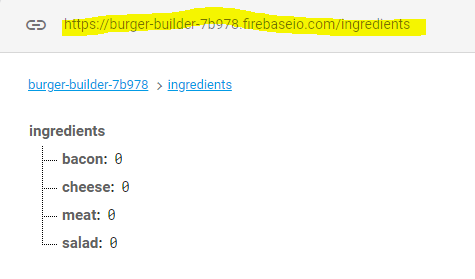 https://burger-builder-7b978.firebaseio.com/ingredients
burger-builder-7b978 > ingredients
ingredients
bacon: 0
cheese: 0
meat: 0
salad: 0